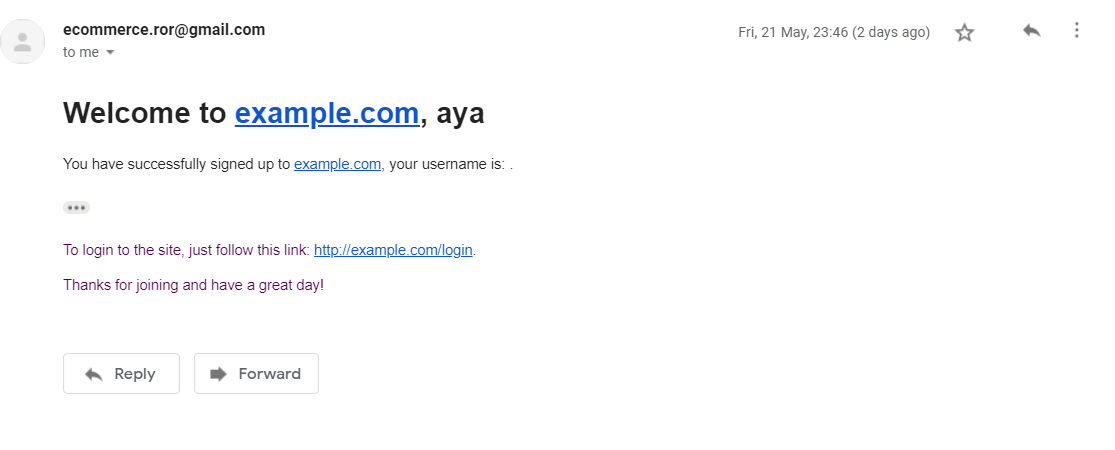 ecommerce.ror@gmail.com
Fri, 21 May, 23:46 (2 days ago)
to me
Welcome to example.com, aya
You have successfully signed up to example.com, your username is: .
To login to the site, just follow this link: http://example.com/login.
Thanks for joining and have a great day!
Reply
Forward